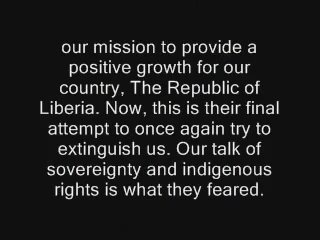 our mission to provide a
positive growth for our
country, The Republic of
Liberia. Now, this is their final
attempt to once again try to
extinguish us. Our talk of
sovereignty and indigenous
rights is what they feared.